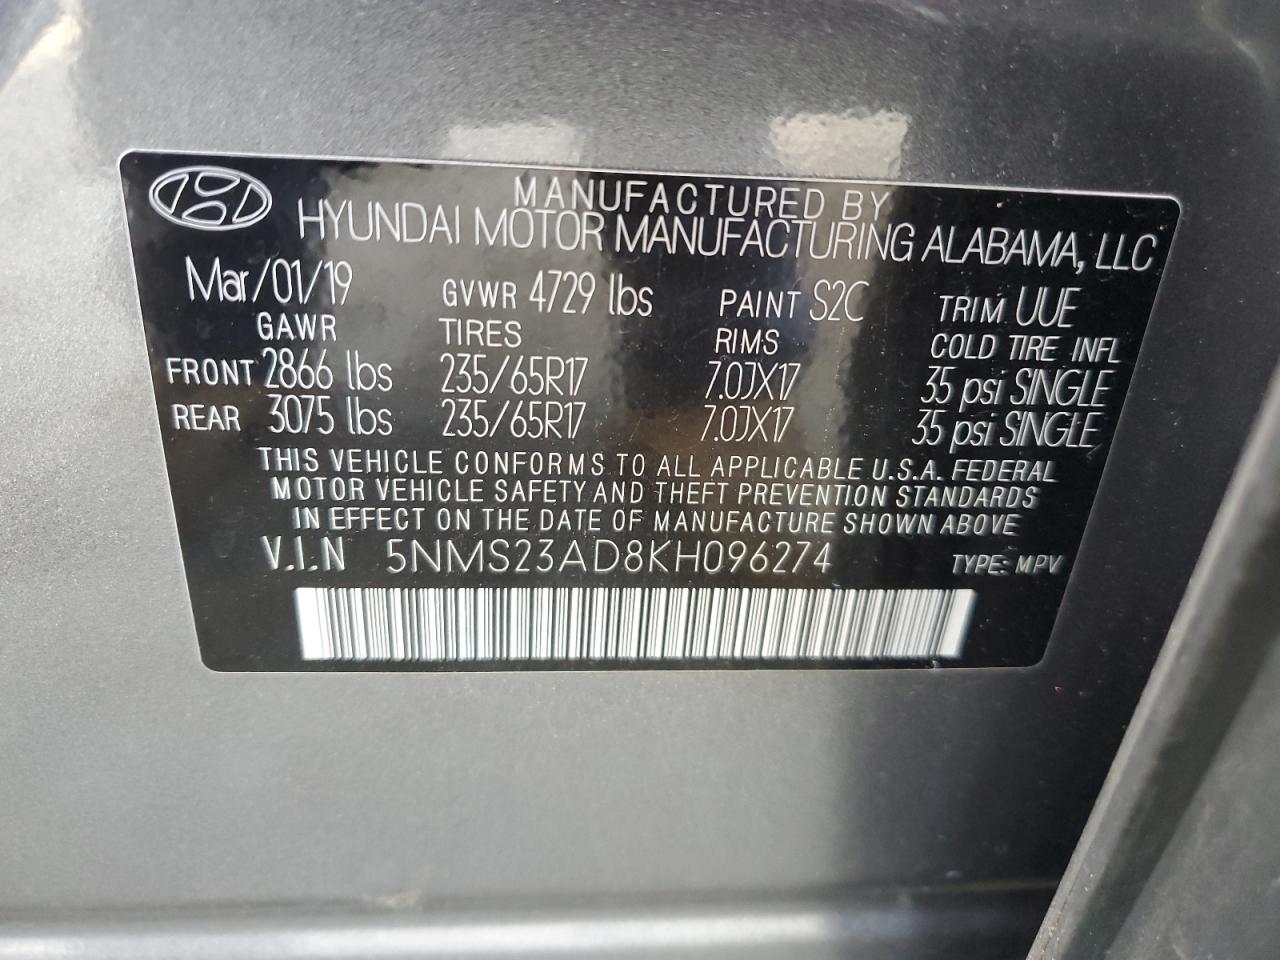 MANUFACTURED BY
HYUNDAI MOTOR MANUFACTURING ALABAMA, LLC
Mar/01/19 GVWR 4729 lbs PAINT S2C TRIM UUE
GAWR TIRES RIMS COLD TIRE INFL
FRONT 2866 lbs 235/65R17 7.0JX17 35 psi SINGLE
REAR 3075 lbs 235/65R17 7.0JX17 35 psi SINGLE
THIS VEHICLE CONFORMS TO ALL APPLICABLE U.S.A. FEDERAL
MOTOR VEHICLE SAFETY AND THEFT PREVENTION STANDARDS
IN EFFECT ON THE DATE OF MANUFACTURE SHOWN ABOVE
V.I.N 5NMS23AD8KH096274 TYPE: MPV